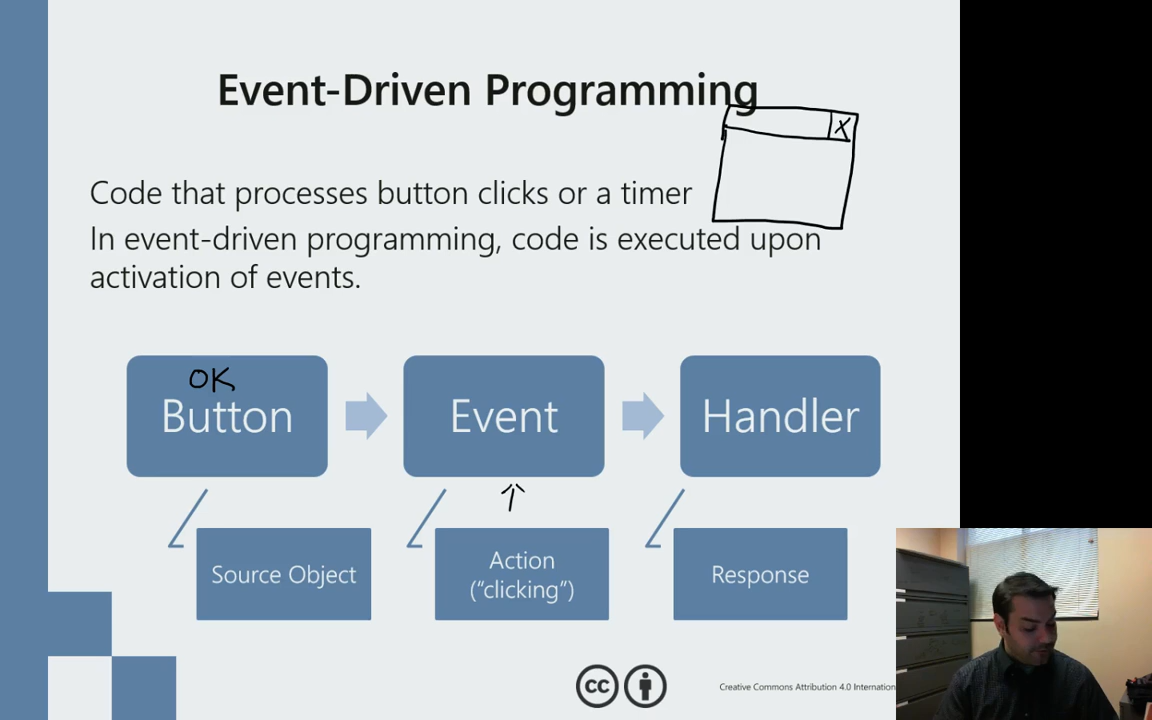 Event-Driven Programming
X
Code that processes button clicks or a timer
In event-driven programming, code is executed upon
activation of events.
OK
Button
Event
Handler
Source Object
Action
("clicking")
Response
cc
Creative Commons Attribution 4.0 Internation